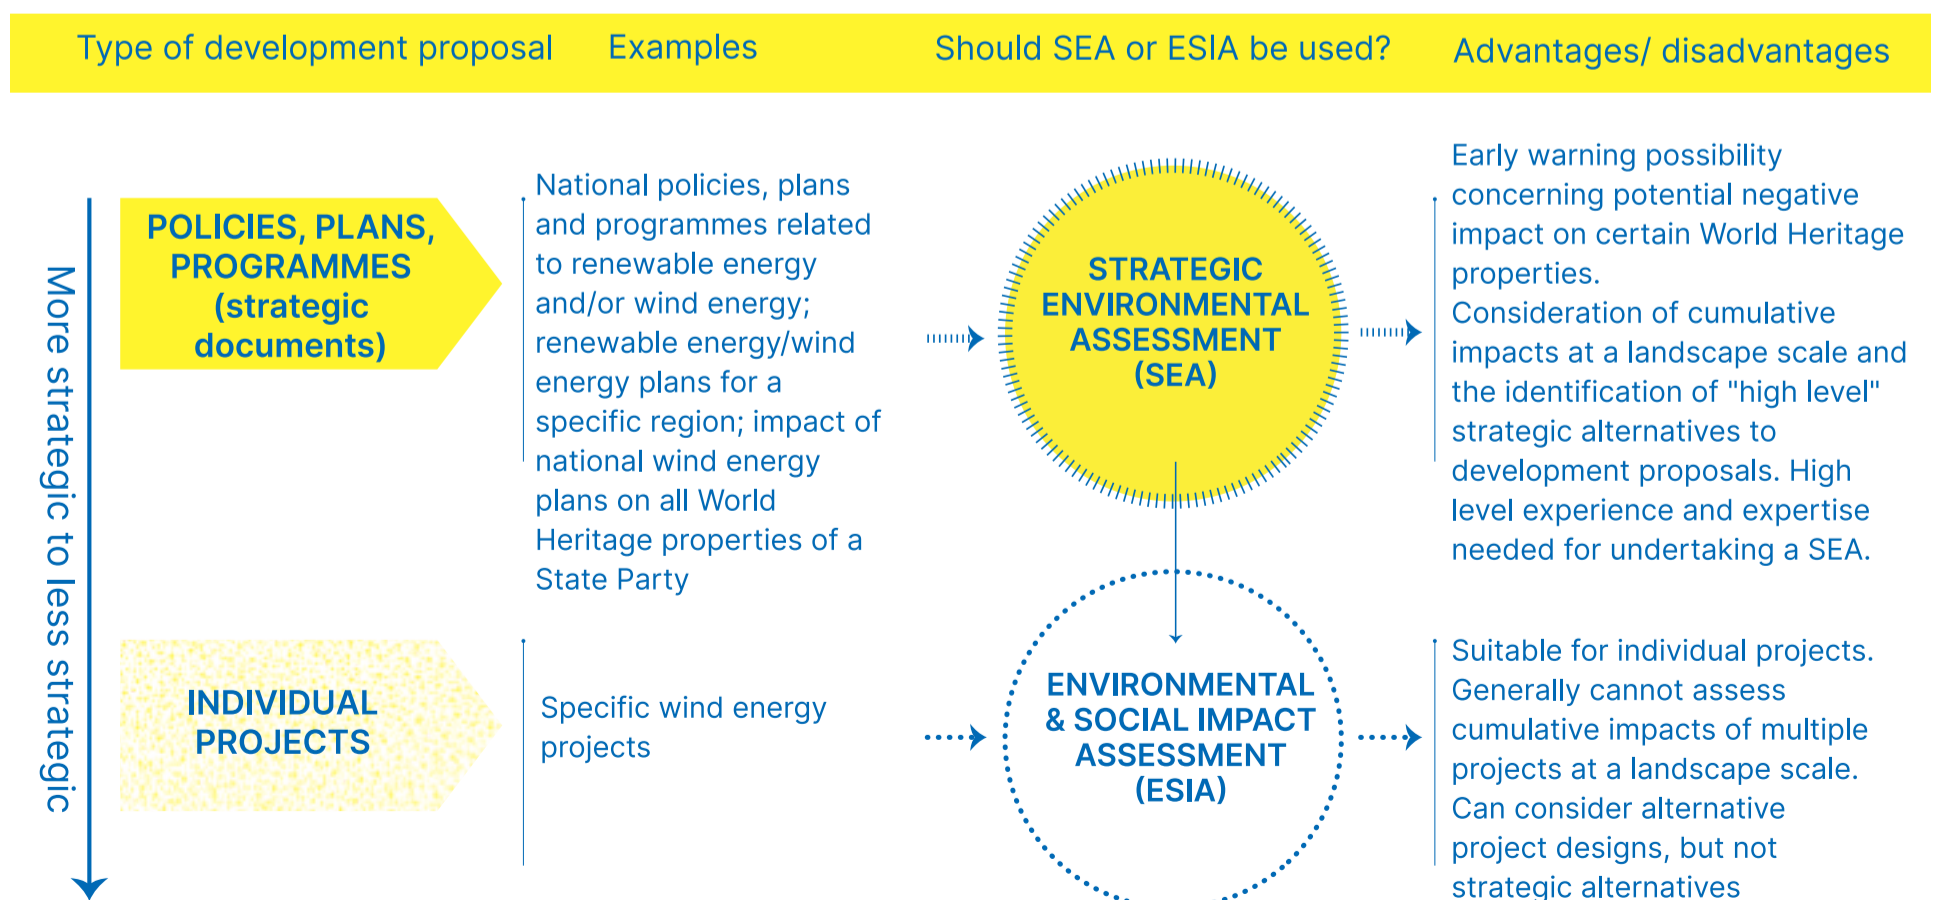 Type of development proposal
Examples
Should SEA or ESIA be used?
Advantages/ disadvantages
More strategic to less strategic
POLICIES, PLANS,
PROGRAMMES
(strategic
documents)
National policies, plans
and programmes related
to renewable energy
and/or wind energy;
renewable energy/wind
energy plans for a
specific region; impact of
national wind energy
plans on all World
Heritage properties of a
State Party
STRATEGIC
ENVIRONMENTAL
ASSESSMENT
(SEA)
Early warning possibility
concerning potential negative
impact on certain World Heritage
properties.
Consideration of cumulative
impacts at a landscape scale and
the identification of "high level"
strategic alternatives to
development proposals. High
level experience and expertise
needed for undertaking a SEA.
INDIVIDUAL
PROJECTS
Specific wind energy
projects
ENVIRONMENTAL
& SOCIAL IMPACT
ASSESSMENT
(ESIA)
Suitable for individual projects.
Generally cannot assess
cumulative impacts of multiple
projects at a landscape scale.
Can consider alternative
project designs, but not
strategic alternatives